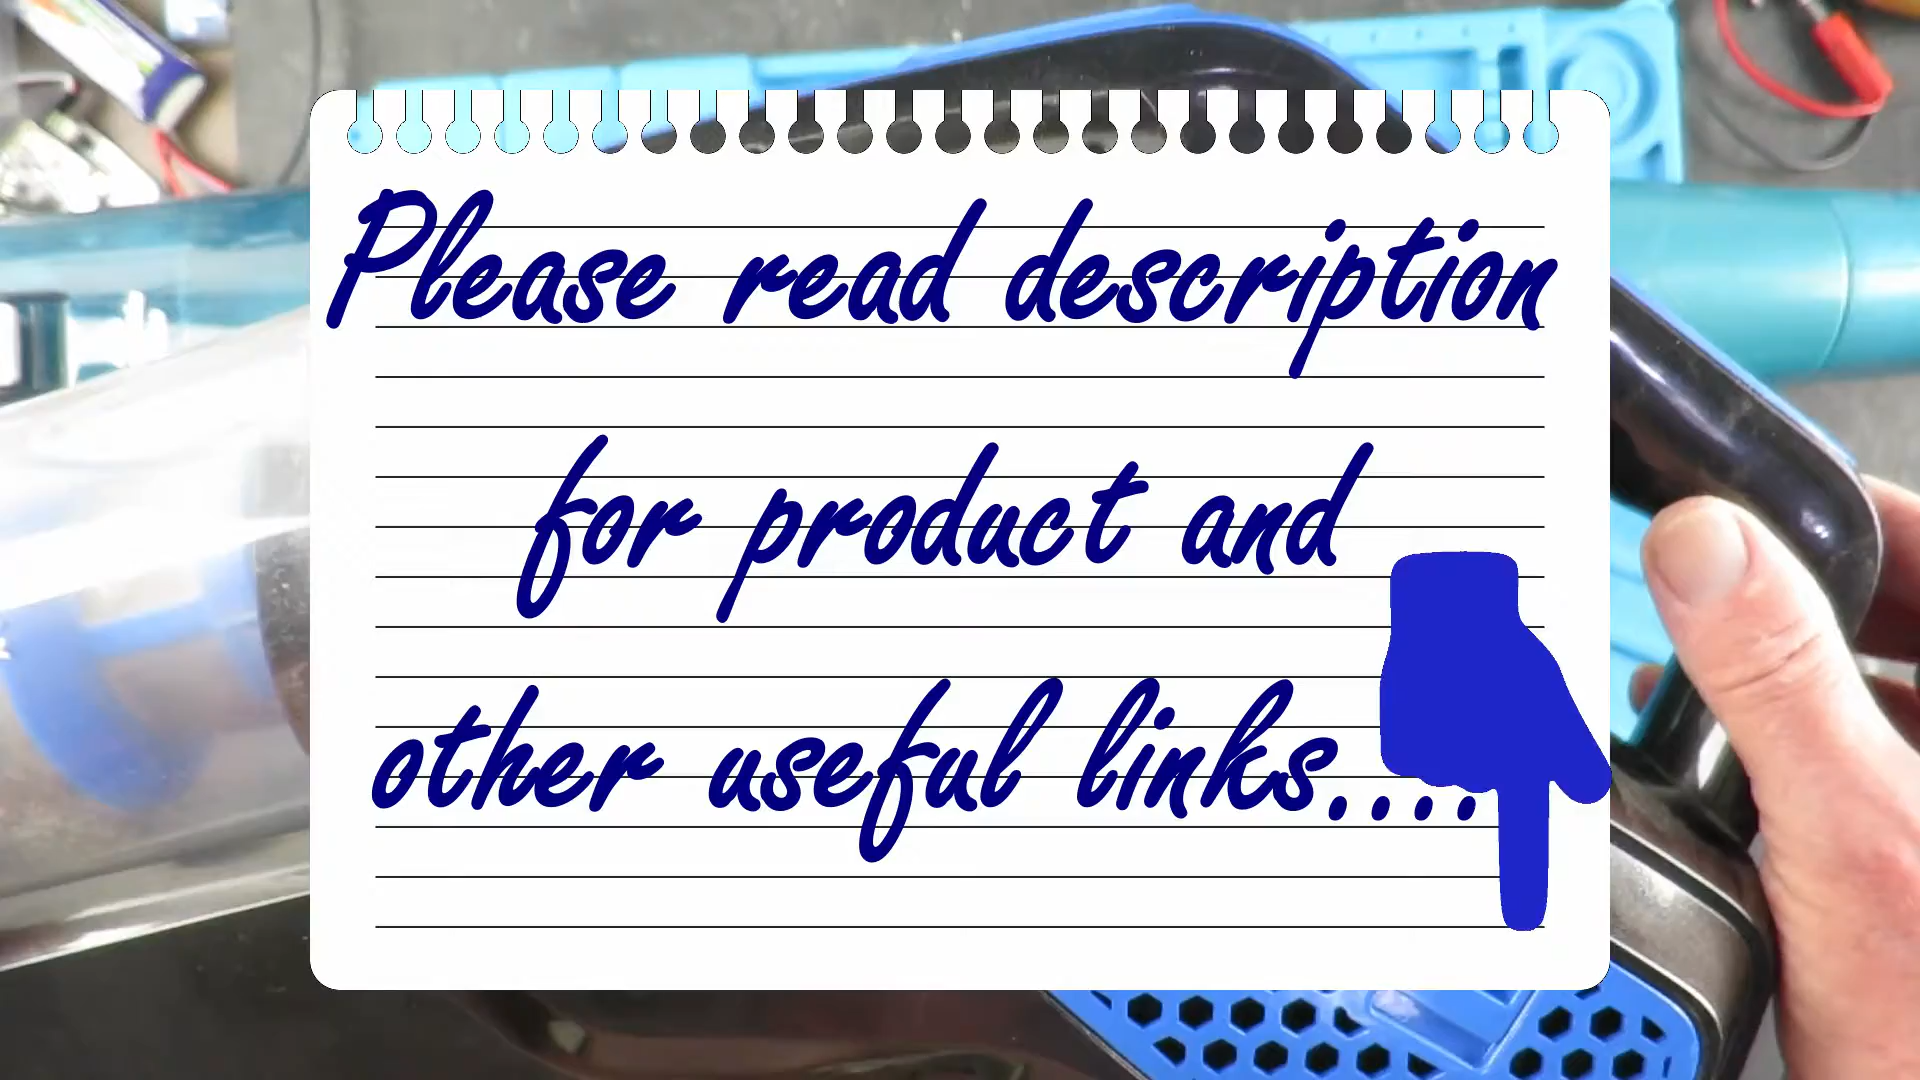 Please read description
for product and
other useful links....